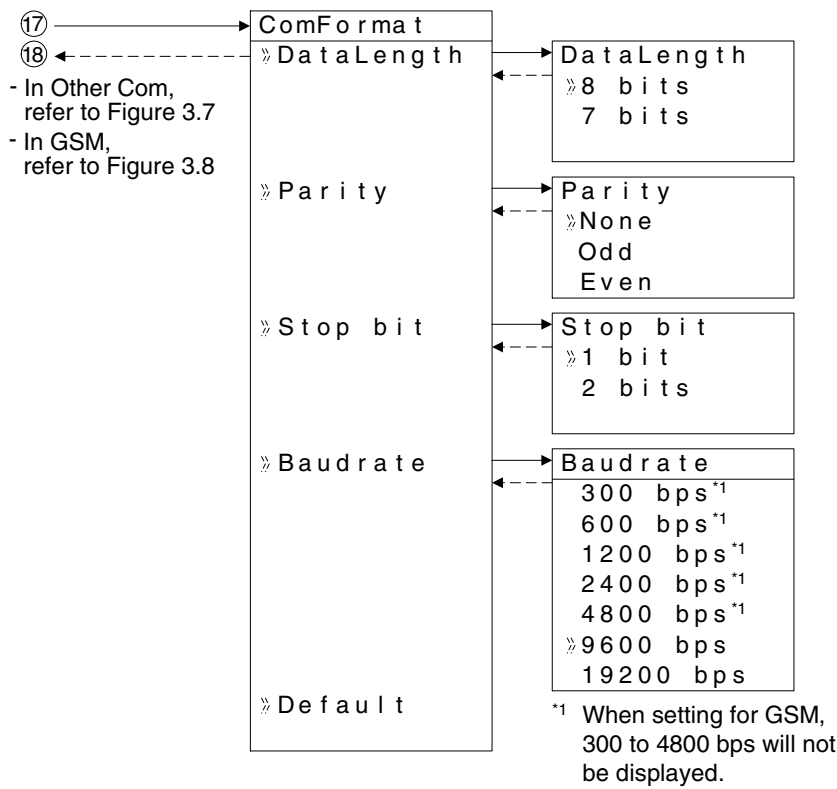 ⑰
⑱
- In Other Com,
refer to Figure 3.7
- In GSM,
refer to Figure 3.8
ComFormat
»DataLength
»Parity
»Stop bit
»Baudrate
»Default
DataLength
»8 bits
7 bits
Parity
»None
Odd
Even
Stop bit
»1 bit
2 bits
Baudrate
300 bps*1
600 bps*1
1200 bps*1
2400 bps*1
4800 bps*1
»9600 bps
19200 bps
*1 When setting for GSM,
300 to 4800 bps will not
be displayed.